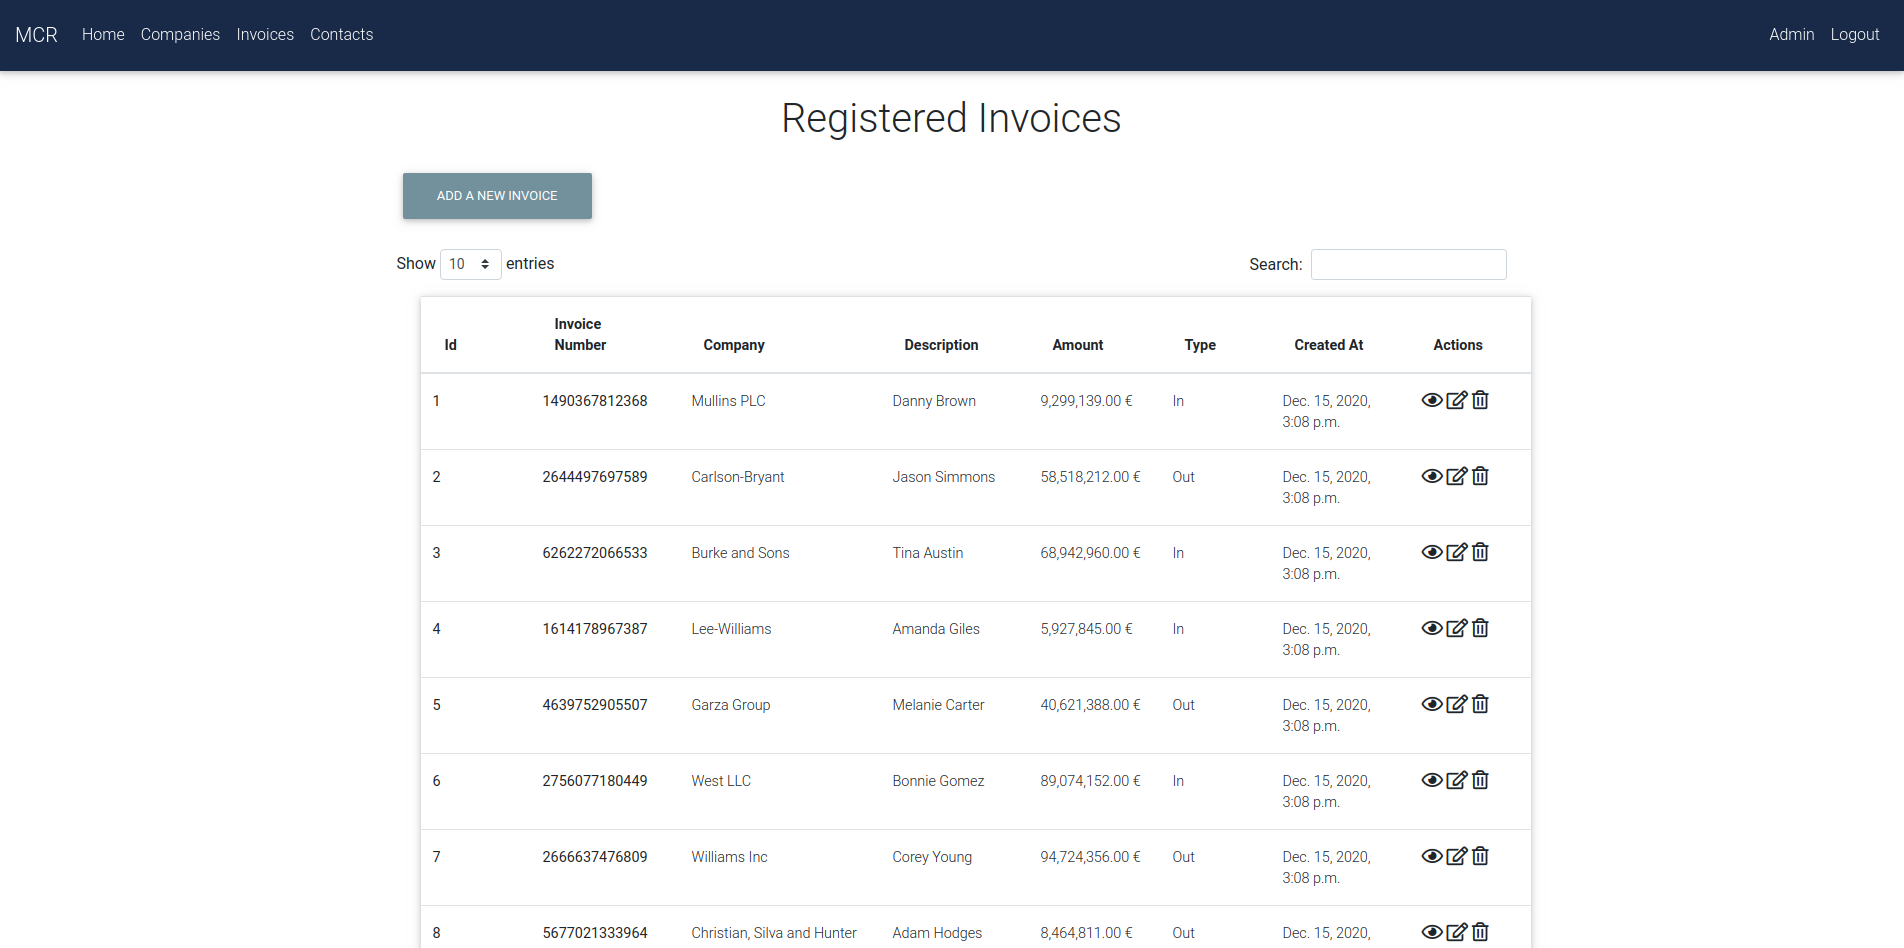 MCR Home Companies Invoices Contacts Admin Logout
Registered Invoices
ADD A NEW INVOICE
Show 10 entries Search:
Id Invoice Number Company Description Amount Type Created At Actions
1 1490367812368 Mullins PLC Danny Brown 9,299,139.00 € In Dec. 15, 2020,
3:08 p.m.
2 2644497697589 Carlson-Bryant Jason Simmons 58,518,212.00 € Out Dec. 15, 2020,
3:08 p.m.
3 6262272066533 Burke and Sons Tina Austin 68,942,960.00 € In Dec. 15, 2020,
3:08 p.m.
4 1614178967387 Lee-Williams Amanda Giles 5,927,845.00 € In Dec. 15, 2020,
3:08 p.m.
5 4639752905507 Garza Group Melanie Carter 40,621,388.00 € Out Dec. 15, 2020,
3:08 p.m.
6 2756077180449 West LLC Bonnie Gomez 89,074,152.00 € In Dec. 15, 2020,
3:08 p.m.
7 2666637476809 Williams Inc Corey Young 94,724,356.00 € Out Dec. 15, 2020,
3:08 p.m.
8 5677021333964 Christian, Silva and Hunter Adam Hodges 8,464,811.00 € Out Dec. 15, 2020,